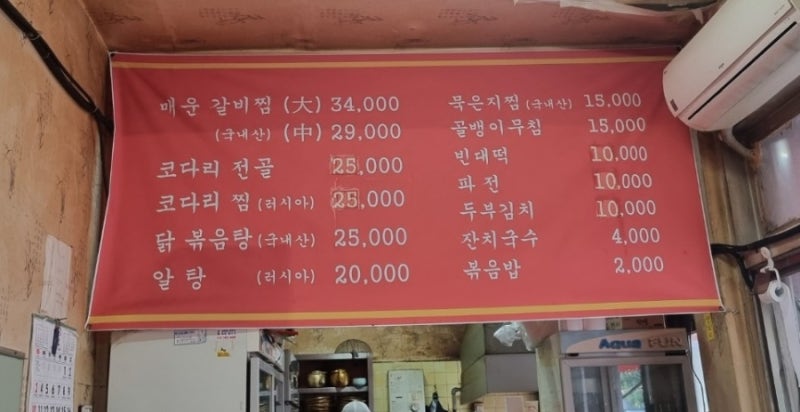 매운 갈비찜 (大) 34,000
(국내산) (中) 29,000
코다리 전골 25,000
코다리 찜 (러시아) 25,000
닭 볶음탕 (국내산) 25,000
알 탕 (러시아) 20,000
묵은지찜 (국내산) 15,000
골뱅이무침 15,000
빈대떡 10,000
파 전 10,000
두부김치 10,000
잔치국수 4,000
볶음밥 2,000
Aqua FUN